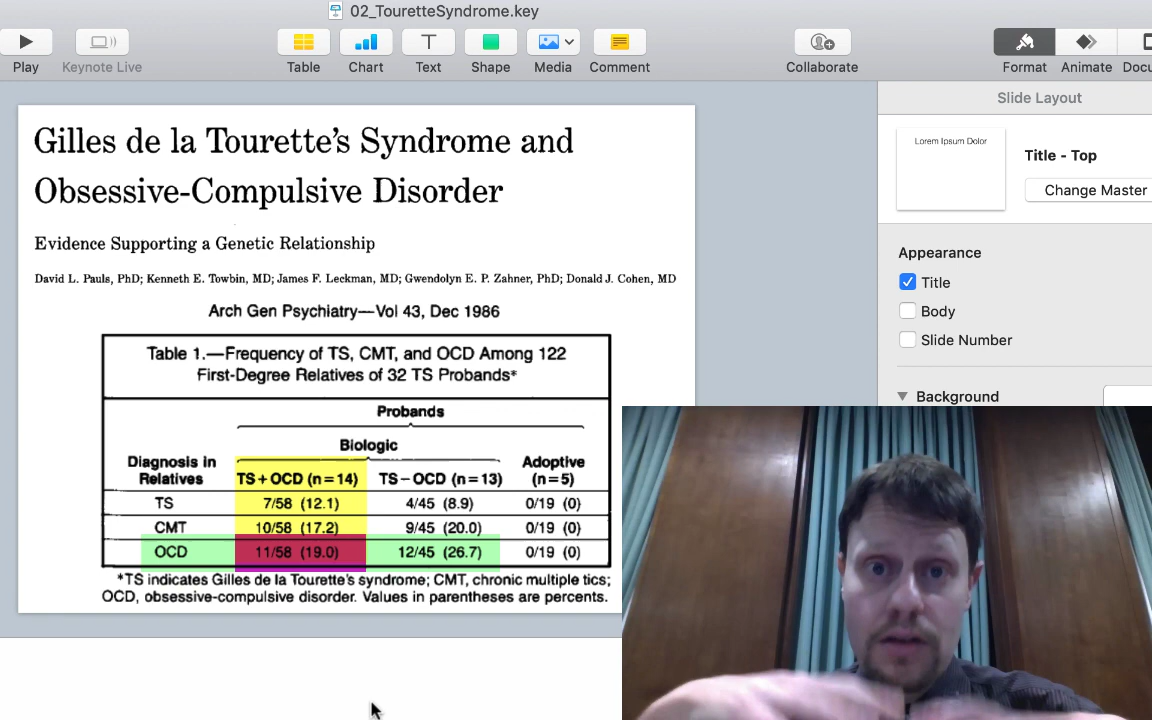 02_TouretteSyndrome.key
Play
Keynote Live
Table
Chart
Text
Shape
Media
Comment
Collaborate
Format
Animate
Docu
Slide Layout
Lorem Ipsum Dolor
Title - Top
Change Master
Appearance
Title
Body
Slide Number
Background
Gilles de la Tourette's Syndrome and
Obsessive-Compulsive Disorder
Evidence Supporting a Genetic Relationship
David L. Pauls, PhD; Kenneth E. Towbin, MD; James F. Leckman, MD; Gwendolyn E. P. Zahner, PhD; Donald J. Cohen, MD
Arch Gen Psychiatry—Vol 43, Dec 1986
Table 1.—Frequency of TS, CMT, and OCD Among 122
First-Degree Relatives of 32 TS Probands*
Probands
Biologic
Diagnosis in Relatives TS+OCD (n=14) TS−OCD (n=13) Adoptive (n=5)
TS 7/58 (12.1) 4/45 (8.9) 0/19 (0)
CMT 10/58 (17.2) 9/45 (20.0) 0/19 (0)
OCD 11/58 (19.0) 12/45 (26.7) 0/19 (0)
*TS indicates Gilles de la Tourette's syndrome; CMT, chronic multiple tics;
OCD, obsessive-compulsive disorder. Values in parentheses are percents.